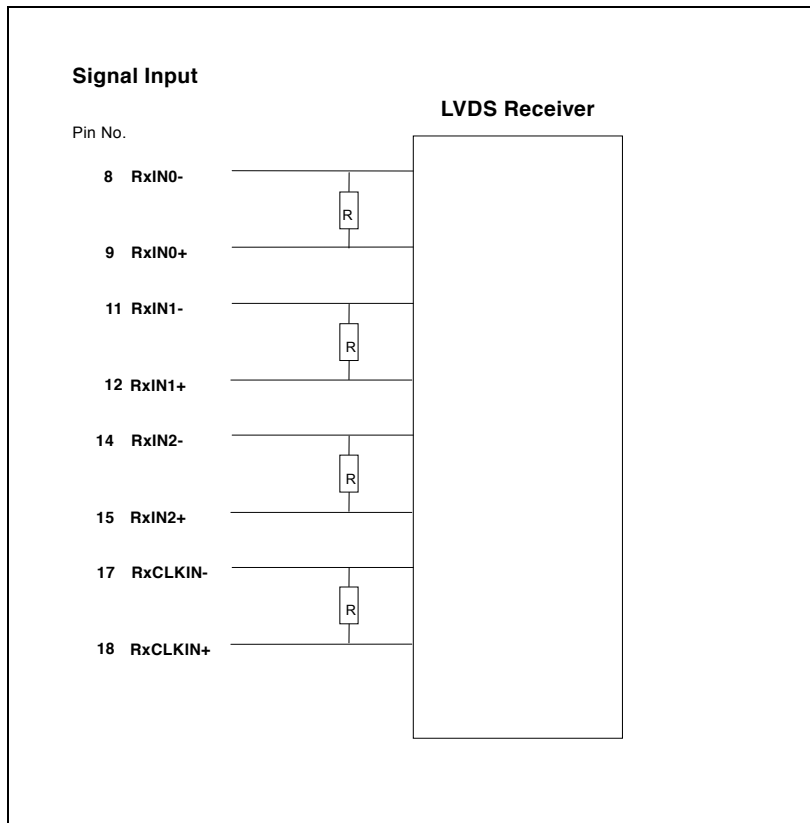 Signal Input
LVDS Receiver
Pin No.
8 RxIN0-
R
9 RxIN0+
11 RxIN1-
R
12 RxIN1+
14 RxIN2-
R
15 RxIN2+
17 RxCLKIN-
R
18 RxCLKIN+